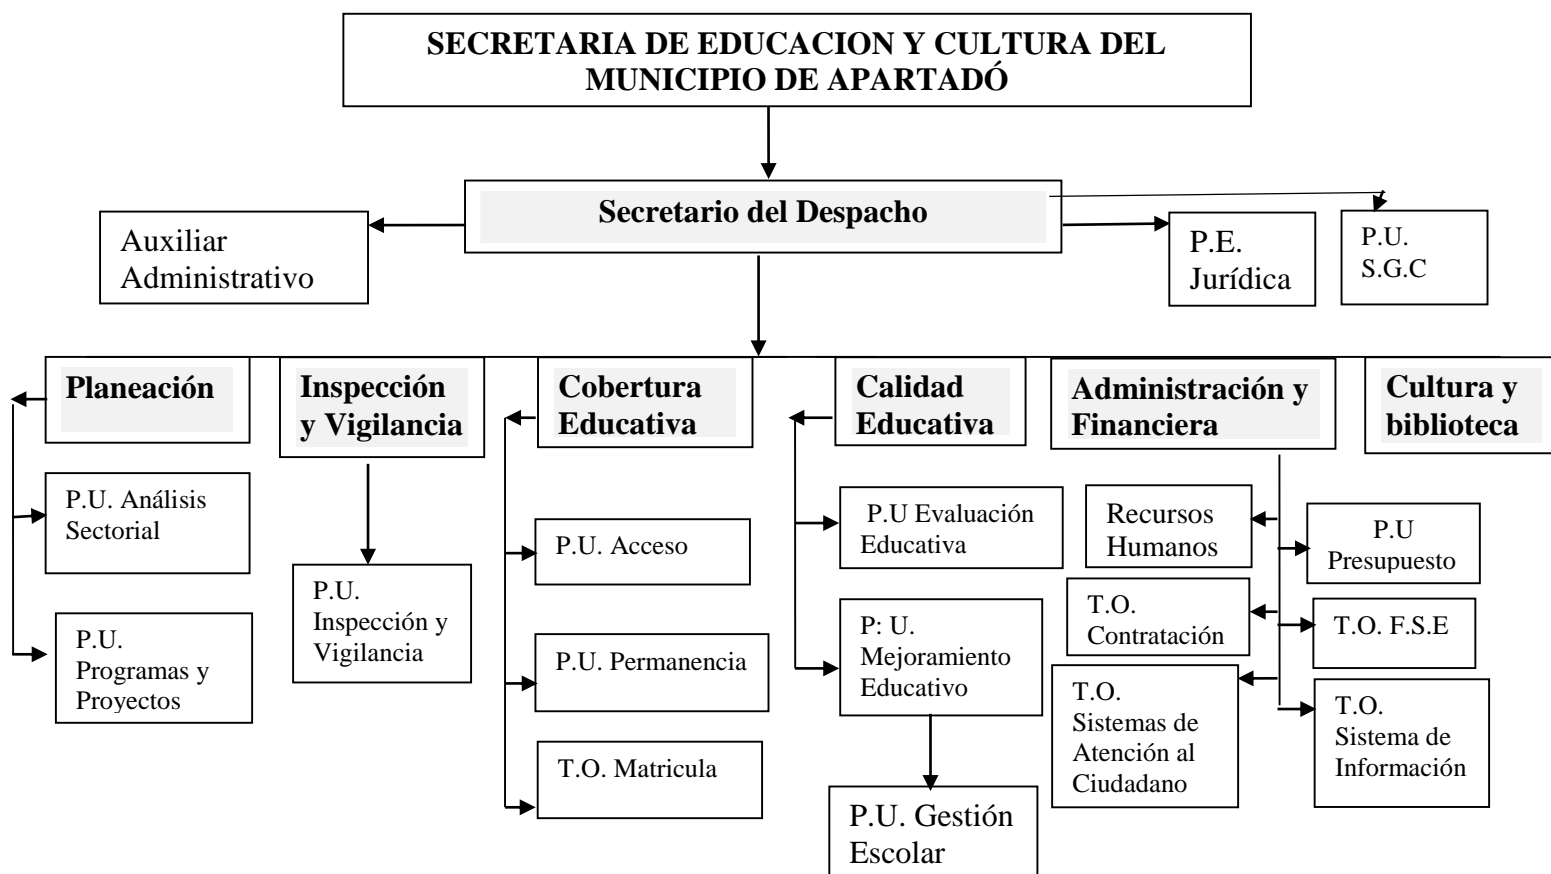 SECRETARIA DE EDUCACION Y CULTURA DEL
MUNICIPIO DE APARTADÓ
Secretario del Despacho
Auxiliar
Administrativo
P.E.
Jurídica
P.U.
S.G.C
Planeación
Inspección
y Vigilancia
Cobertura
Educativa
Calidad
Educativa
Administración y
Financiera
Cultura y
biblioteca
P.U. Análisis
Sectorial
P.U.
Programas y
Proyectos
P.U.
Inspección y
Vigilancia
P.U. Acceso
P.U. Permanencia
T.O. Matricula
P.U Evaluación
Educativa
P: U.
Mejoramiento
Educativo
P.U. Gestión
Escolar
Recursos
Humanos
T.O.
Contratación
T.O.
Sistemas de
Atención al
Ciudadano
P.U
Presupuesto
T.O. F.S.E
T.O.
Sistema de
Información